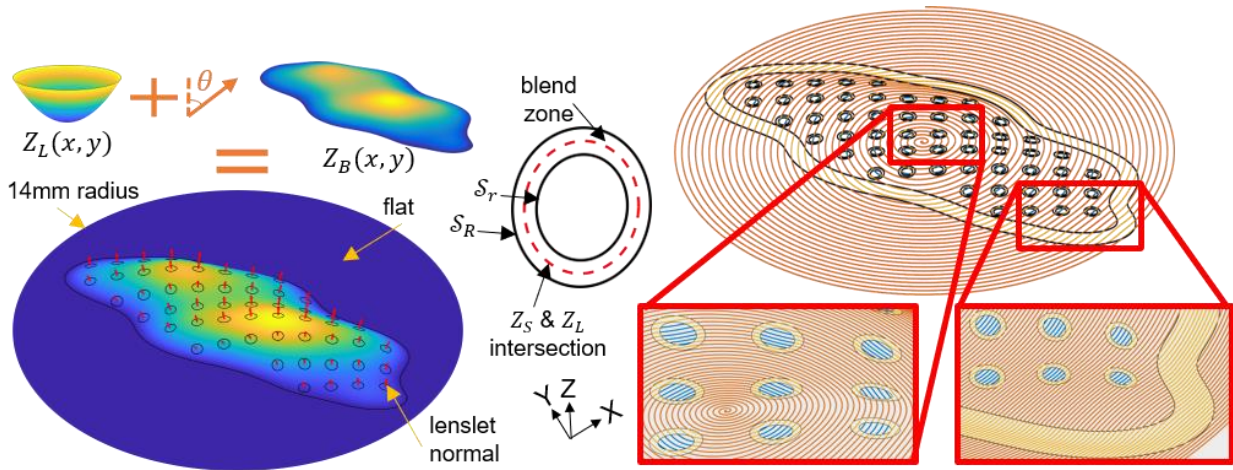 θ
Z_L(x, y)
Z_B(x, y)
14mm radius
flat
lenslet
normal
blend
zone
𝒮_r
𝒮_R
Z_S & Z_L
intersection
Y
Z
X